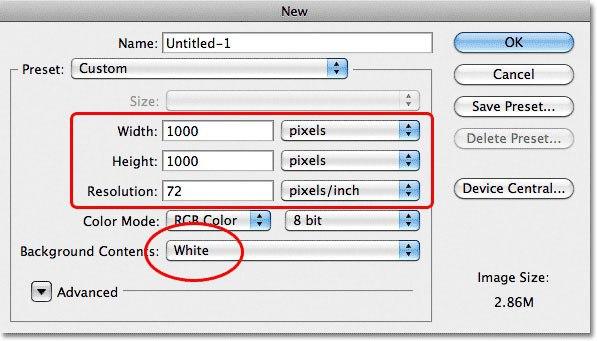 New
Name: Untitled-1
OK
Preset: Custom
Cancel
Size:
Save Preset...
Width: 1000 pixels
Delete Preset...
Height: 1000 pixels
Resolution: 72 pixels/inch
Device Central...
Color Mode: RGB Color 8 bit
Background Contents: White
Image Size:
2.86M
Advanced